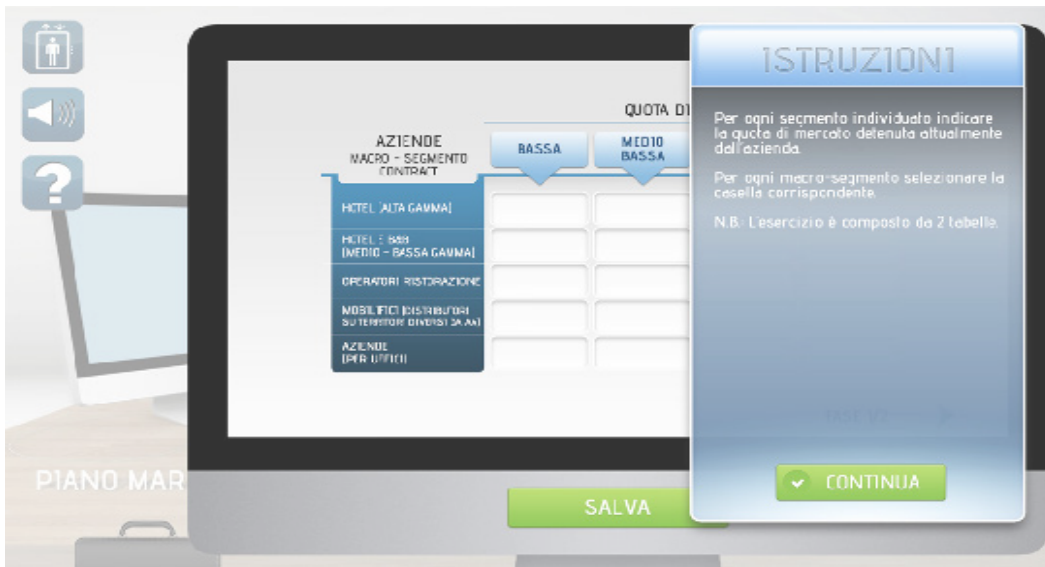 ISTRUZIONI
Per ogni segmento individuato indicare
la quota di mercato detenuta attualmente
dall'azienda.
Per ogni macro-segmento selezionare la
casella corrispondente.
N.B.: L'esercizio è composto da 2 tabelle.
CONTINUA
QUOTA DI
AZIENDE
MACRO - SEGMENTO
CONTRACT
BASSA
MEDIO
BASSA
HOTEL (ALTA GAMMA)
HOTEL E B&B
(MEDIO - BASSA GAMMA)
OPERATORI RISTORAZIONE
MOBILIFICI (DISTRIBUTORI
SU TERRITORI DIVERSI DA AV)
AZIENDE
(PER UFFICI)
SALVA
PIANO MAR
?